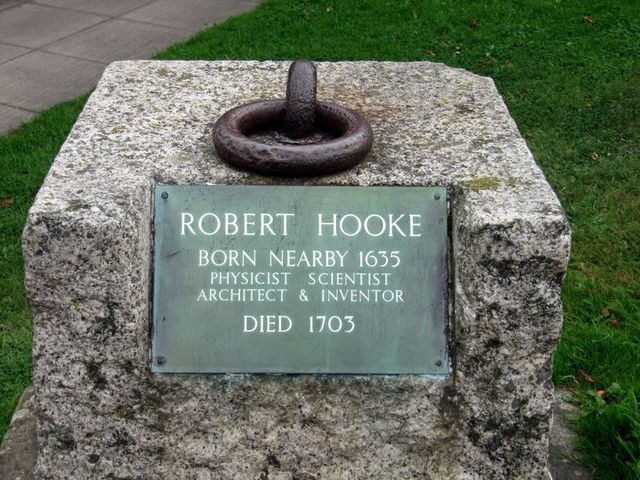 ROBERT HOOKE
BORN NEARBY 1635
PHYSICIST SCIENTIST
ARCHITECT & INVENTOR
DIED 1703